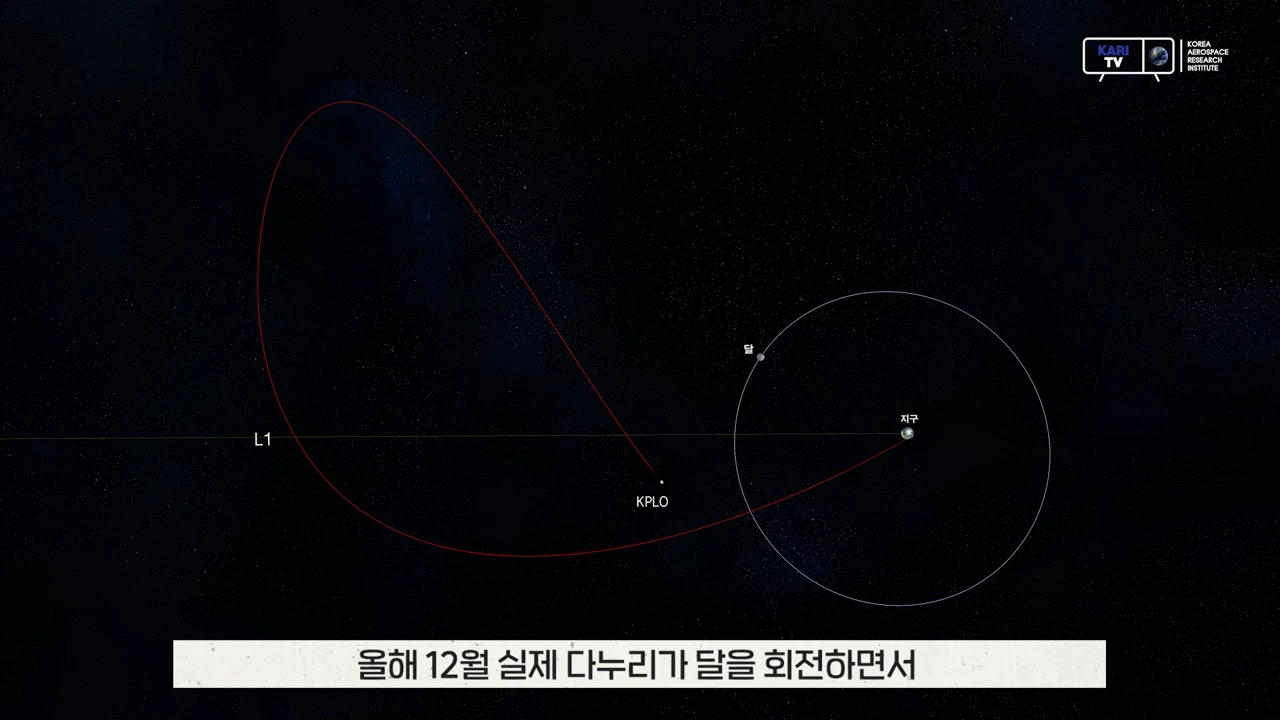 KARI
TV
KOREA
AEROSPACE
RESEARCH
INSTITUTE
달
지구
L1
KPLO
올해 12월 실제 다누리가 달을 회전하면서